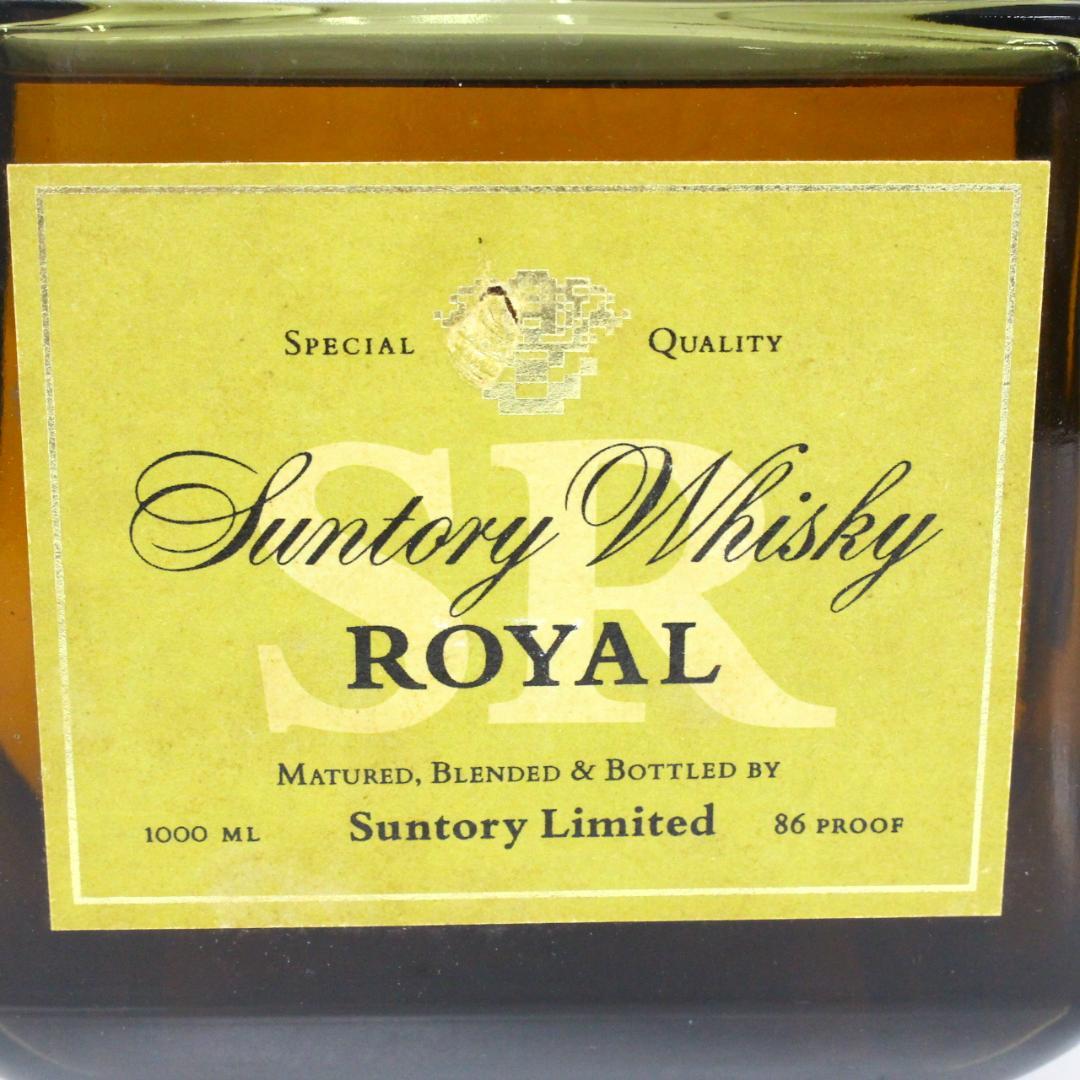 SPECIAL QUALITY
SR
Suntory Whisky
ROYAL
MATURED, BLENDED & BOTTLED BY
1000 ML Suntory Limited 86 PROOF